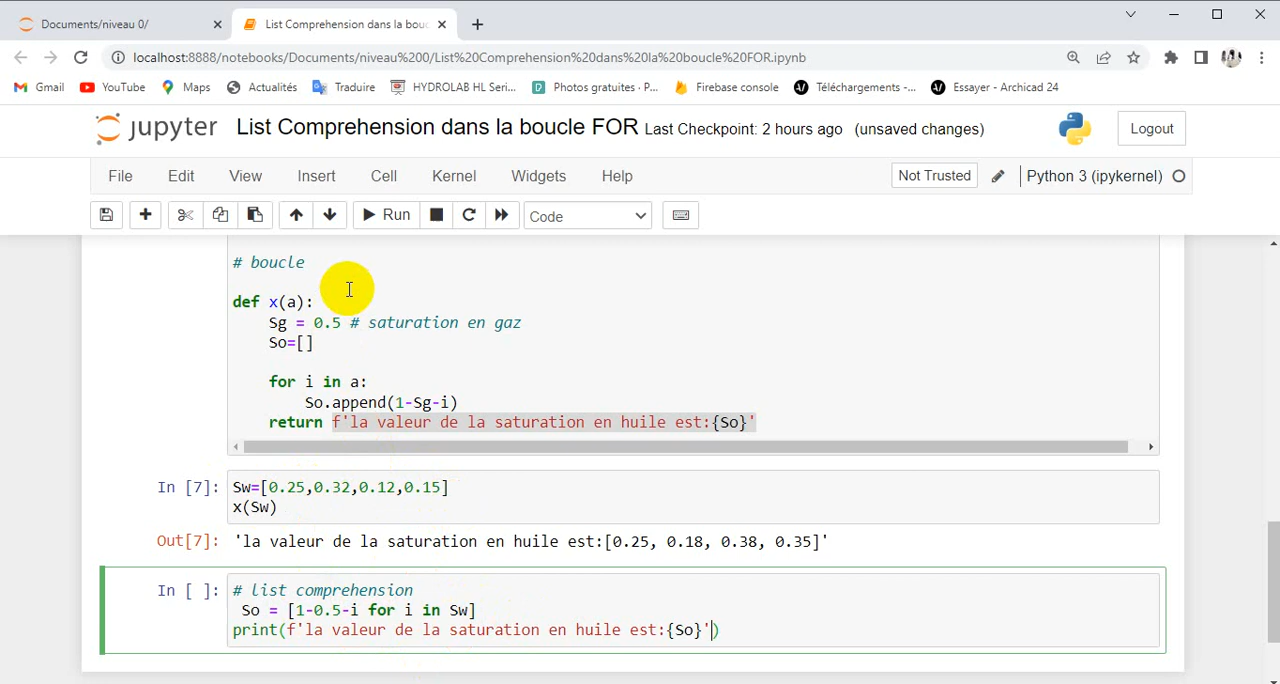 Documents/niveau 0/
List Comprehension dans la bouc
localhost:8888/notebooks/Documents/niveau%200/List%20Comprehension%20dans%20la%20boucle%20FOR.ipynb
Gmail YouTube Maps Actualités Traduire HYDROLAB HL Seri... Photos gratuites · P... Firebase console Téléchargements -... Essayer - Archicad 24
jupyter List Comprehension dans la boucle FOR Last Checkpoint: 2 hours ago (unsaved changes) Logout
File Edit View Insert Cell Kernel Widgets Help Not Trusted Python 3 (ipykernel)
Run Code
# boucle
def x(a):
Sg = 0.5 # saturation en gaz
So=[]
for i in a:
So.append(1-Sg-i)
return f'la valeur de la saturation en huile est:{So}'
In [7]: Sw=[0.25,0.32,0.12,0.15]
x(Sw)
Out[7]: 'la valeur de la saturation en huile est:[0.25, 0.18, 0.38, 0.35]'
In [ ]: # list comprehension
So = [1-0.5-i for i in Sw]
print(f'la valeur de la saturation en huile est:{So}')